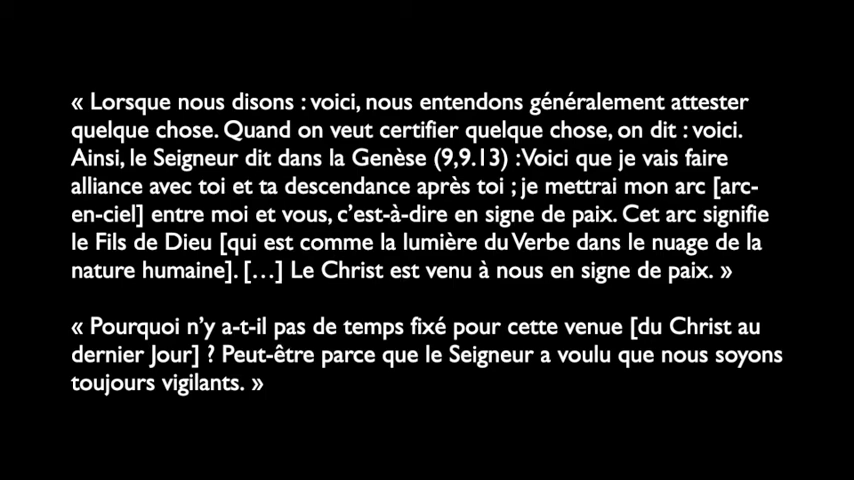 « Lorsque nous disons : voici, nous entendons généralement attester
quelque chose. Quand on veut certifier quelque chose, on dit : voici.
Ainsi, le Seigneur dit dans la Genèse (9,9.13) : Voici que je vais faire
alliance avec toi et ta descendance après toi ; je mettrai mon arc [arc-
en-ciel] entre moi et vous, c’est-à-dire en signe de paix. Cet arc signifie
le Fils de Dieu [qui est comme la lumière du Verbe dans le nuage de la
nature humaine]. […] Le Christ est venu à nous en signe de paix. »
« Pourquoi n’y a-t-il pas de temps fixé pour cette venue [du Christ au
dernier Jour] ? Peut-être parce que le Seigneur a voulu que nous soyons
toujours vigilants. »